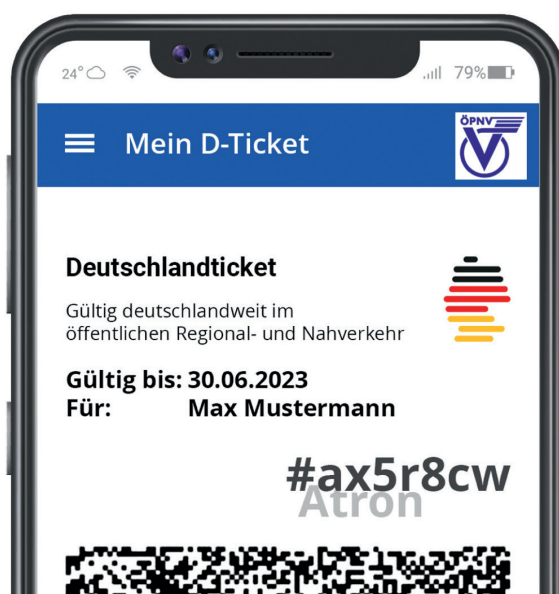 24°
79%
Mein D-Ticket
ÖPNV
Deutschlandticket
Gültig deutschlandweit im
öffentlichen Regional- und Nahverkehr
Gültig bis: 30.06.2023
Für: Max Mustermann
#ax5r8cw
Atron